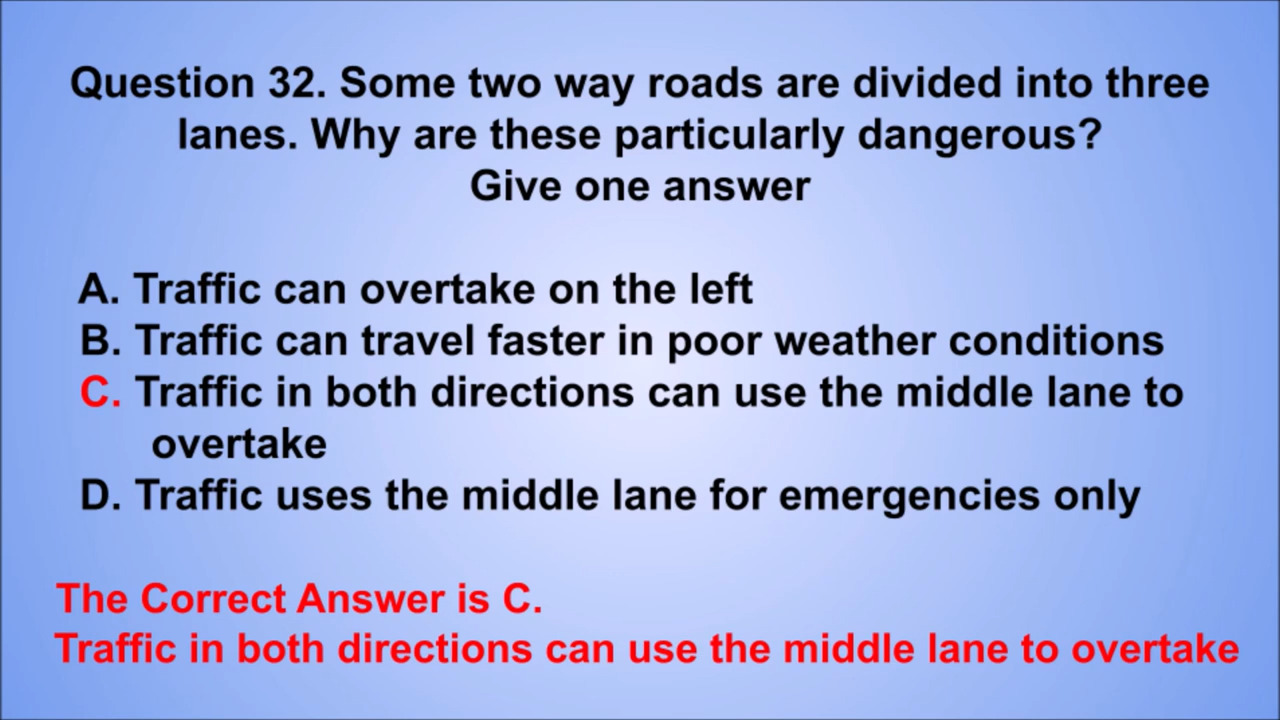 Question 32. Some two way roads are divided into three
lanes. Why are these particularly dangerous?
Give one answer
A. Traffic can overtake on the left
B. Traffic can travel faster in poor weather conditions
C. Traffic in both directions can use the middle lane to
overtake
D. Traffic uses the middle lane for emergencies only
The Correct Answer is C.
Traffic in both directions can use the middle lane to overtake